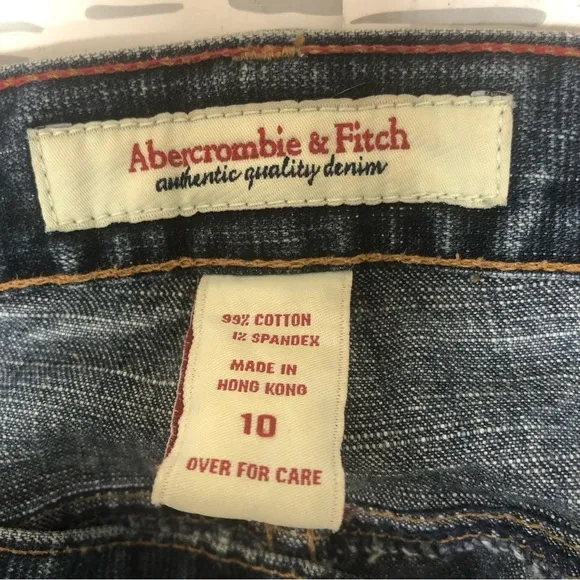 Abercrombie & Fitch
authentic quality denim
99% COTTON
1% SPANDEX
MADE IN
HONG KONG
10
OVER FOR CARE